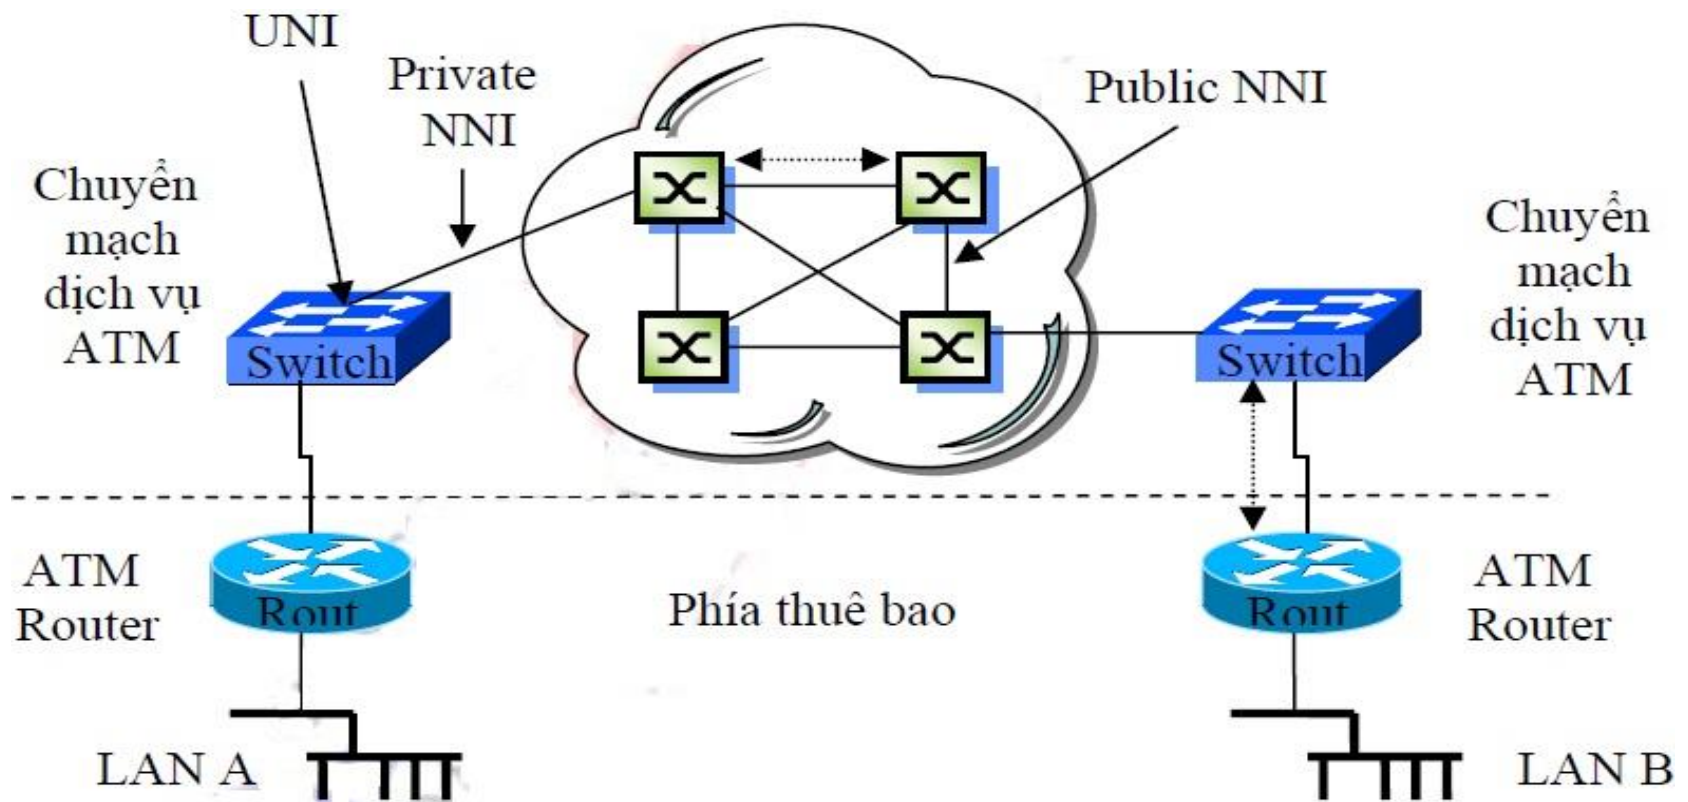 UNI
Private
NNI
Public NNI
Chuyển
mạch
dịch vụ
ATM
Switch
Chuyển
mạch
dịch vụ
ATM
Switch
ATM
Router
Rout
Phía thuê bao
Rout
ATM
Router
LAN A
LAN B